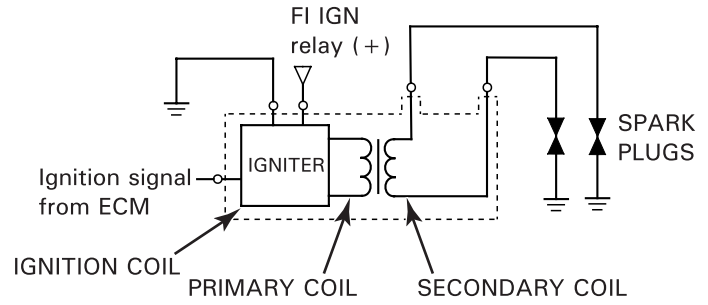 FI IGN
relay (+)
SPARK
PLUGS
IGNITER
Ignition signal
from ECM
IGNITION COIL
PRIMARY COIL
SECONDARY COIL